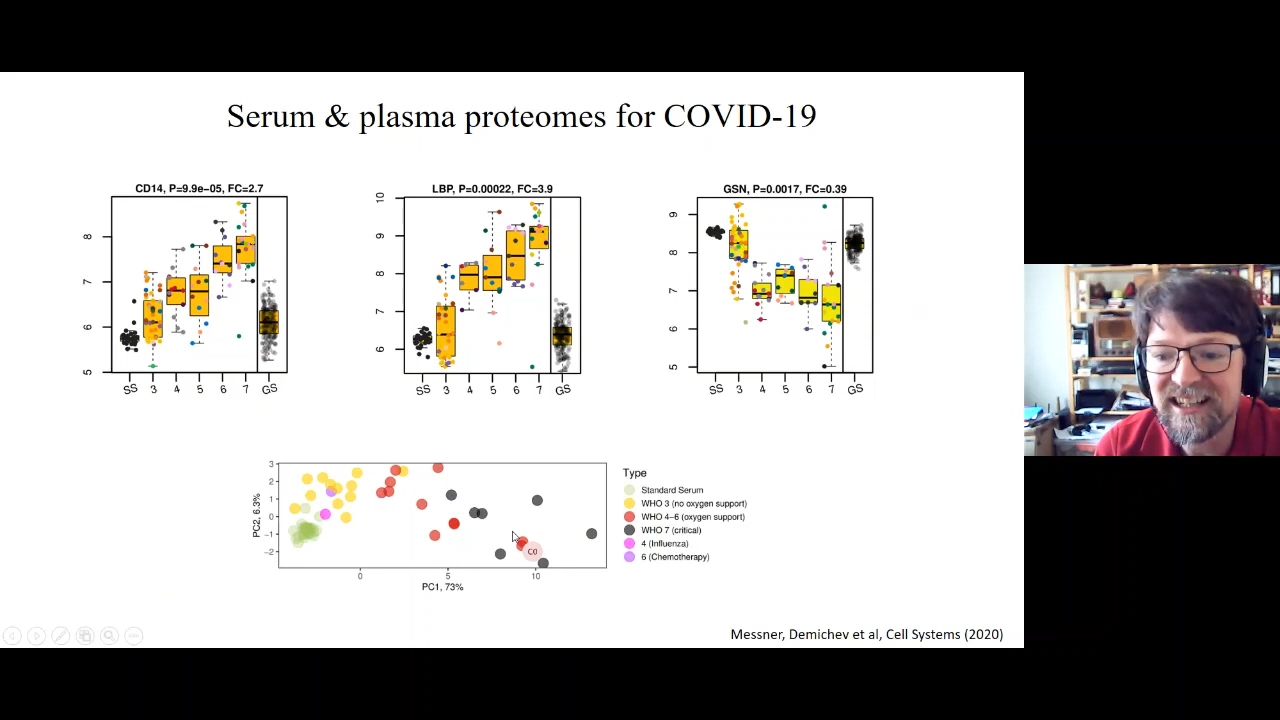 Serum & plasma proteomes for COVID-19
CD14, P=9.9e−05, FC=2.7
8
7
6
5
SS 3 4 5 6 7 GS
LBP, P=0.00022, FC=3.9
10
9
8
7
6
SS 3 4 5 6 7 GS
GSN, P=0.0017, FC=0.39
9
8
7
6
5
SS 3 4 5 6 7 GS
PC2, 6.3%
3
2
1
0
−1
−2
0 5 10
PC1, 73%
Type
Standard Serum
WHO 3 (no oxygen support)
WHO 4−6 (oxygen support)
WHO 7 (critical)
4 (Influenza)
6 (Chemotherapy)
Messner, Demichev et al, Cell Systems (2020)